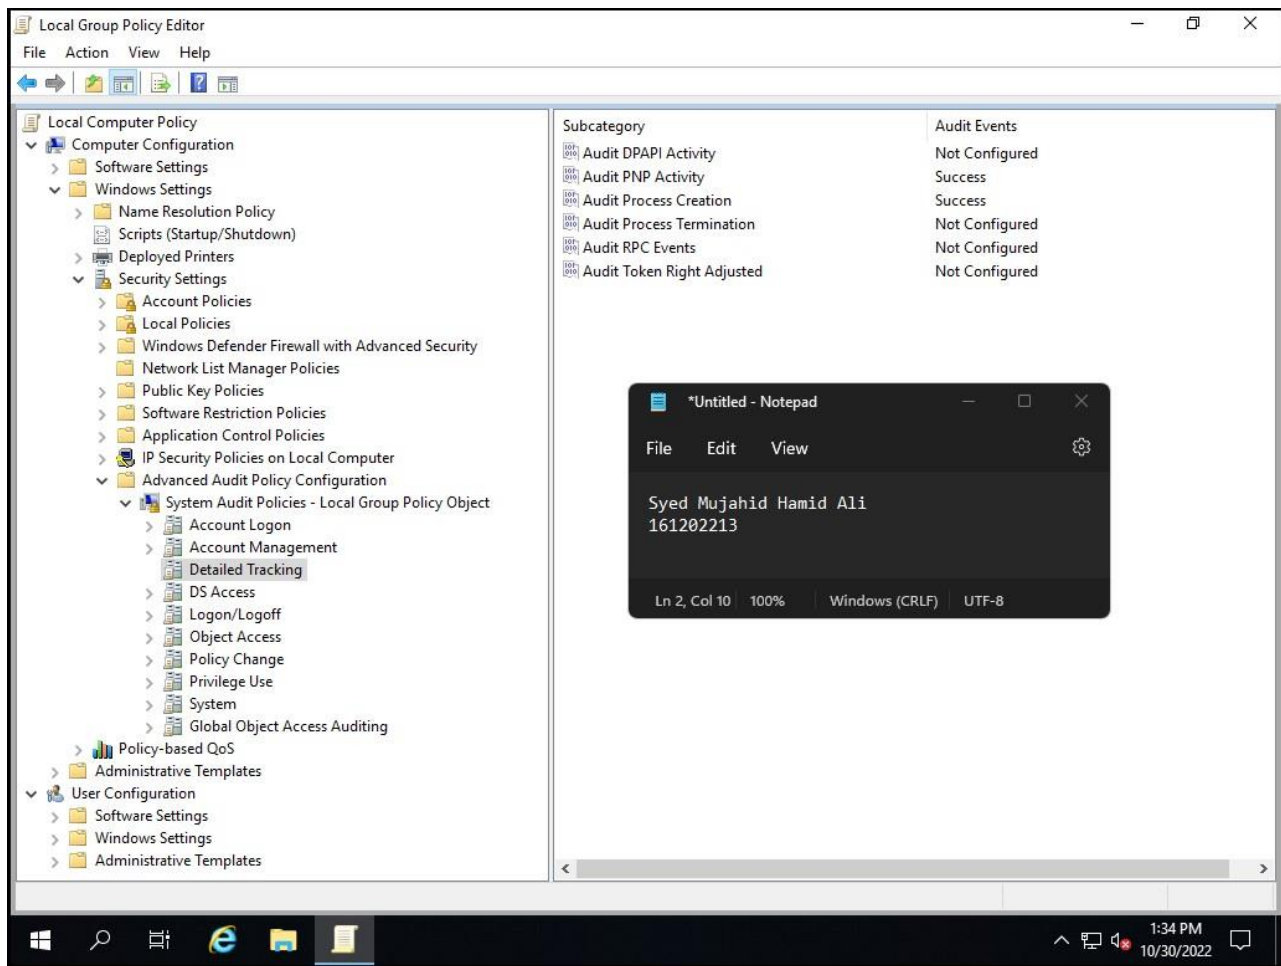 Local Group Policy Editor
File Action View Help
Local Computer Policy
Computer Configuration
Software Settings
Windows Settings
Name Resolution Policy
Scripts (Startup/Shutdown)
Deployed Printers
Security Settings
Account Policies
Local Policies
Windows Defender Firewall with Advanced Security
Network List Manager Policies
Public Key Policies
Software Restriction Policies
Application Control Policies
IP Security Policies on Local Computer
Advanced Audit Policy Configuration
System Audit Policies - Local Group Policy Object
Account Logon
Account Management
Detailed Tracking
DS Access
Logon/Logoff
Object Access
Policy Change
Privilege Use
System
Global Object Access Auditing
Policy-based QoS
Administrative Templates
User Configuration
Software Settings
Windows Settings
Administrative Templates
Subcategory Audit Events
Audit DPAPI Activity Not Configured
Audit PNP Activity Success
Audit Process Creation Success
Audit Process Termination Not Configured
Audit RPC Events Not Configured
Audit Token Right Adjusted Not Configured
*Untitled - Notepad
File Edit View
Syed Mujahid Hamid Ali
161202213
Ln 2, Col 10 100% Windows (CRLF) UTF-8
1:34 PM
10/30/2022